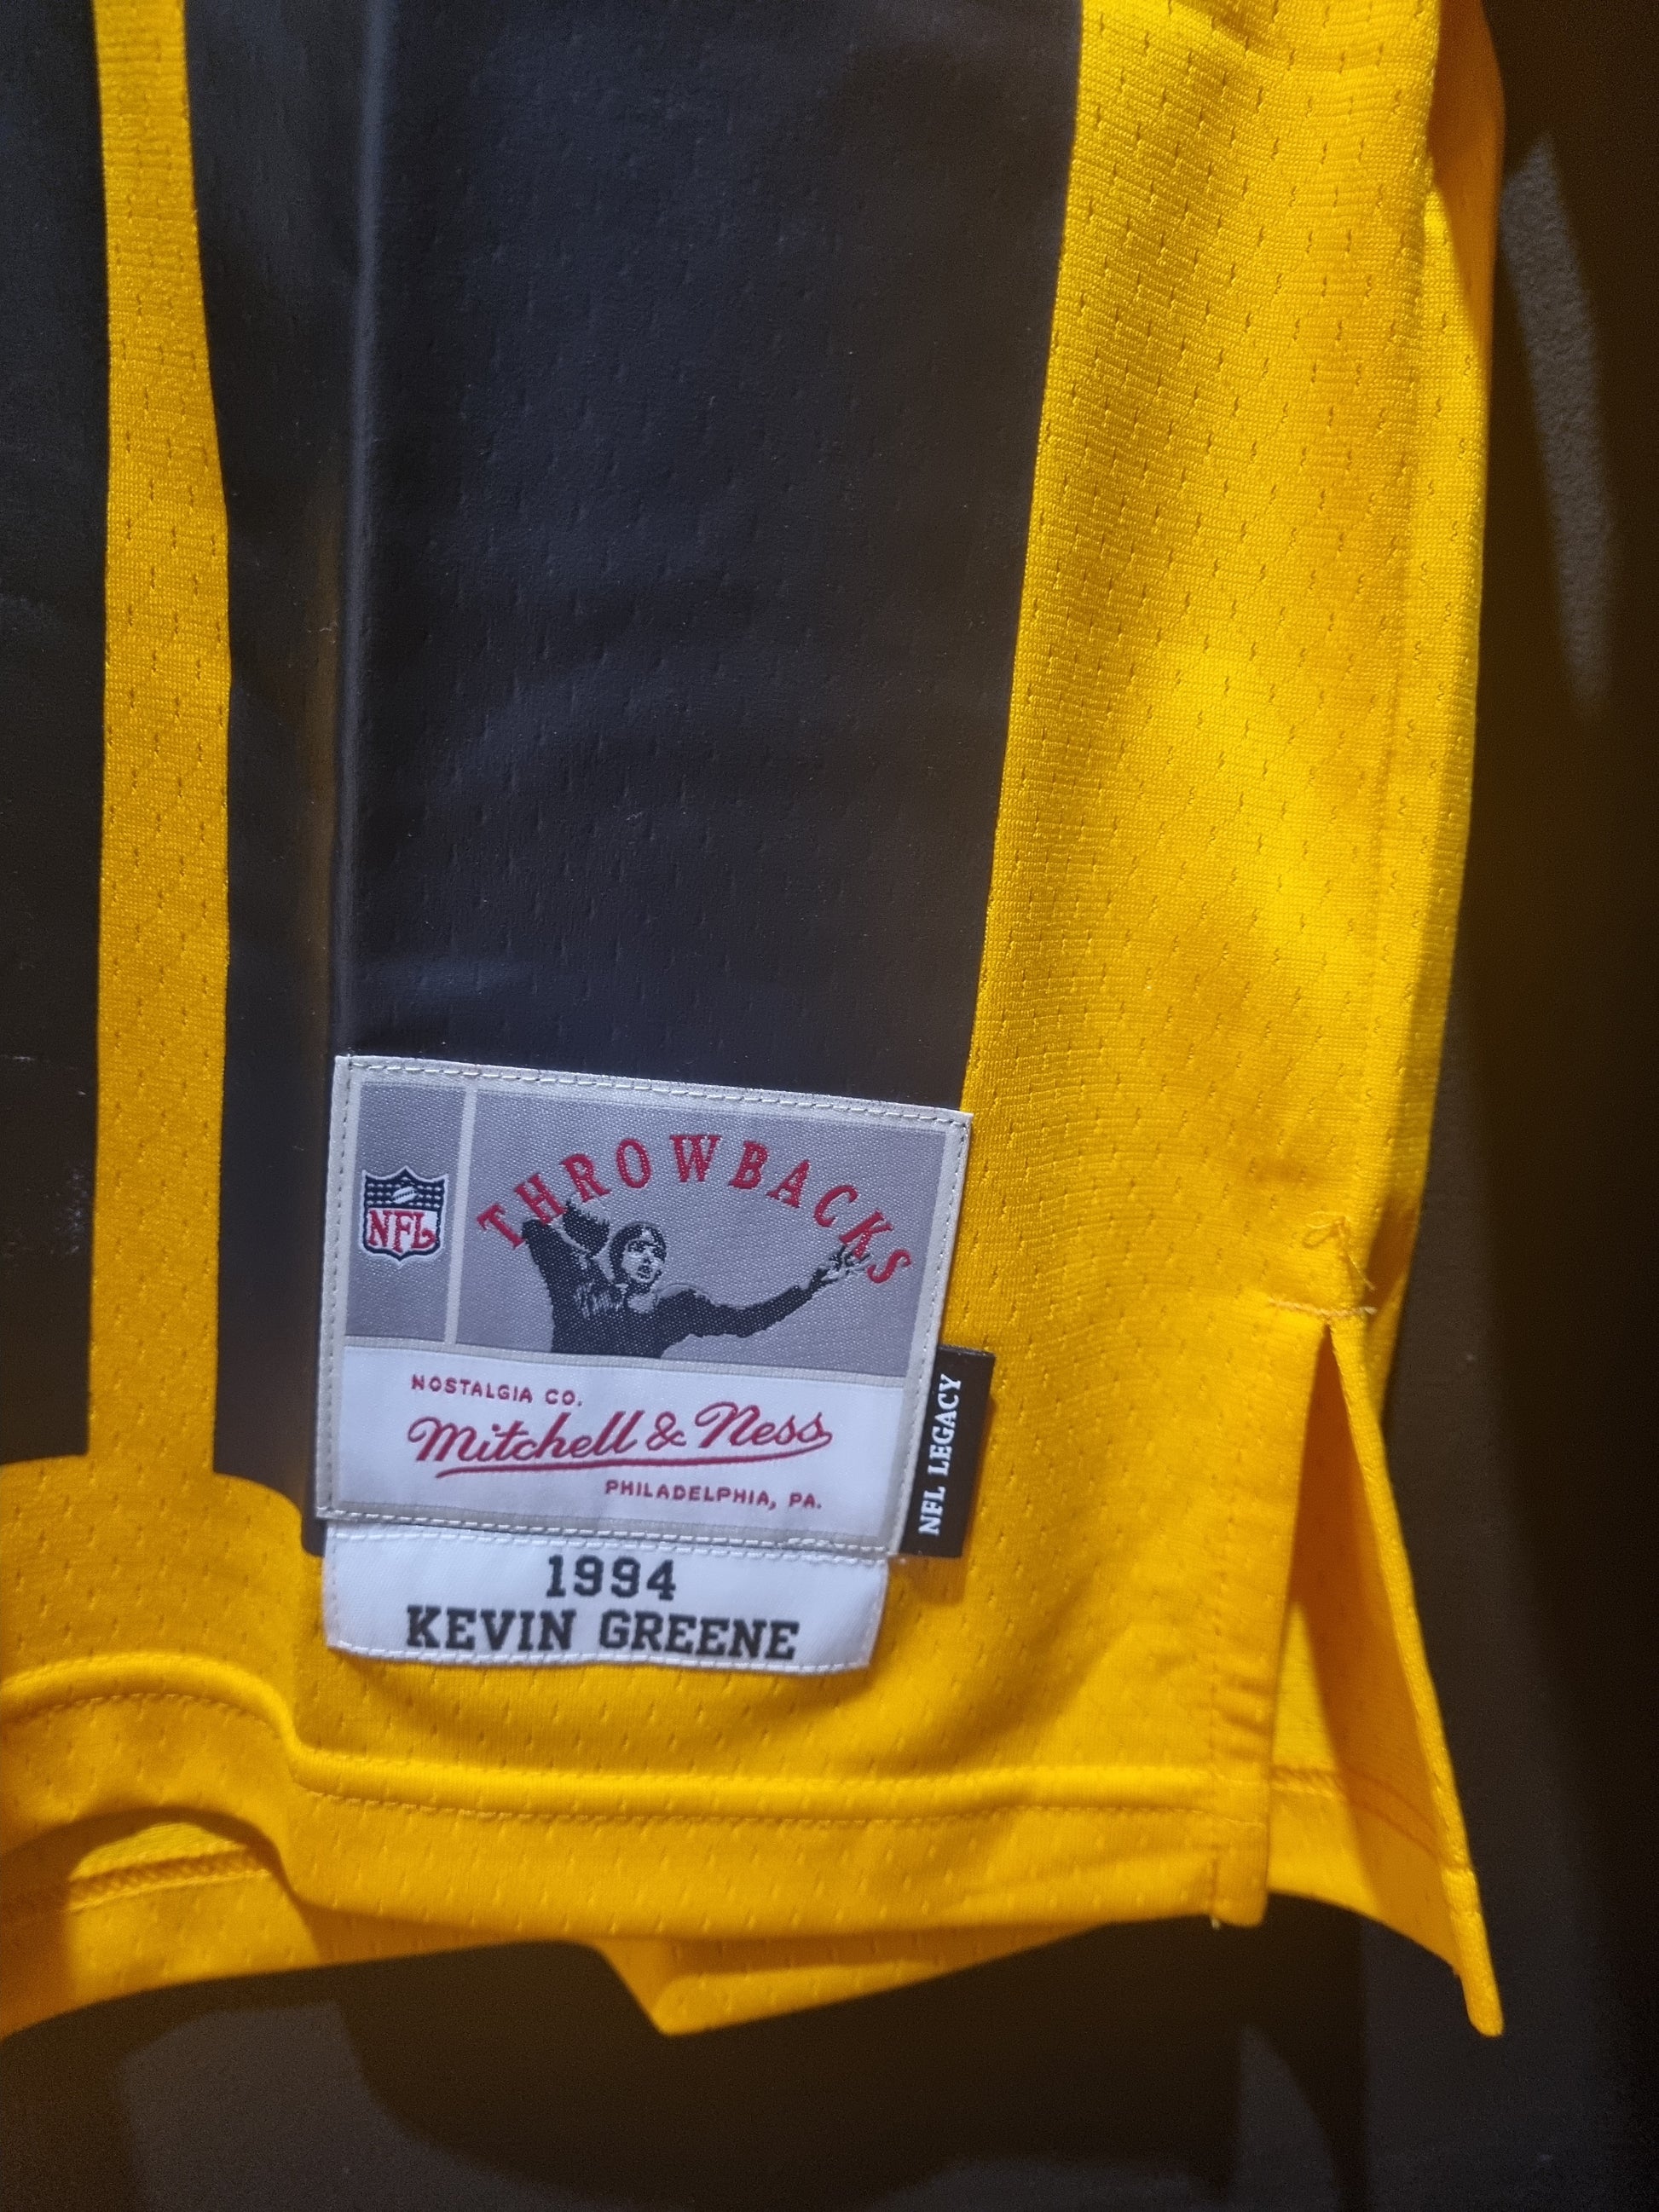 THROWBACKS
NFL
NOSTALGIA CO.
Mitchell & Ness
PHILADELPHIA, PA.
NFL LEGACY
1994
KEVIN GREENE